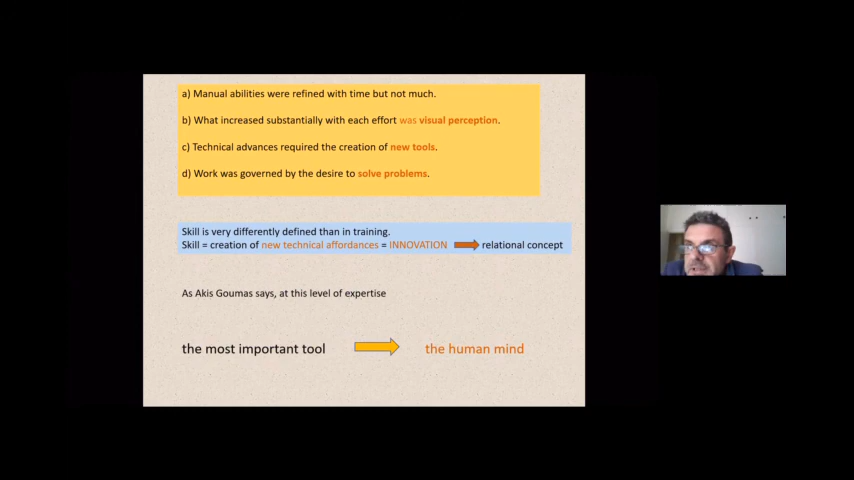 a) Manual abilities were refined with time but not much.
b) What increased substantially with each effort was visual perception.
c) Technical advances required the creation of new tools.
d) Work was governed by the desire to solve problems.
Skill is very differently defined than in training.
Skill = creation of new technical affordances = INNOVATION relational concept
As Akis Goumas says, at this level of expertise
the most important tool the human mind